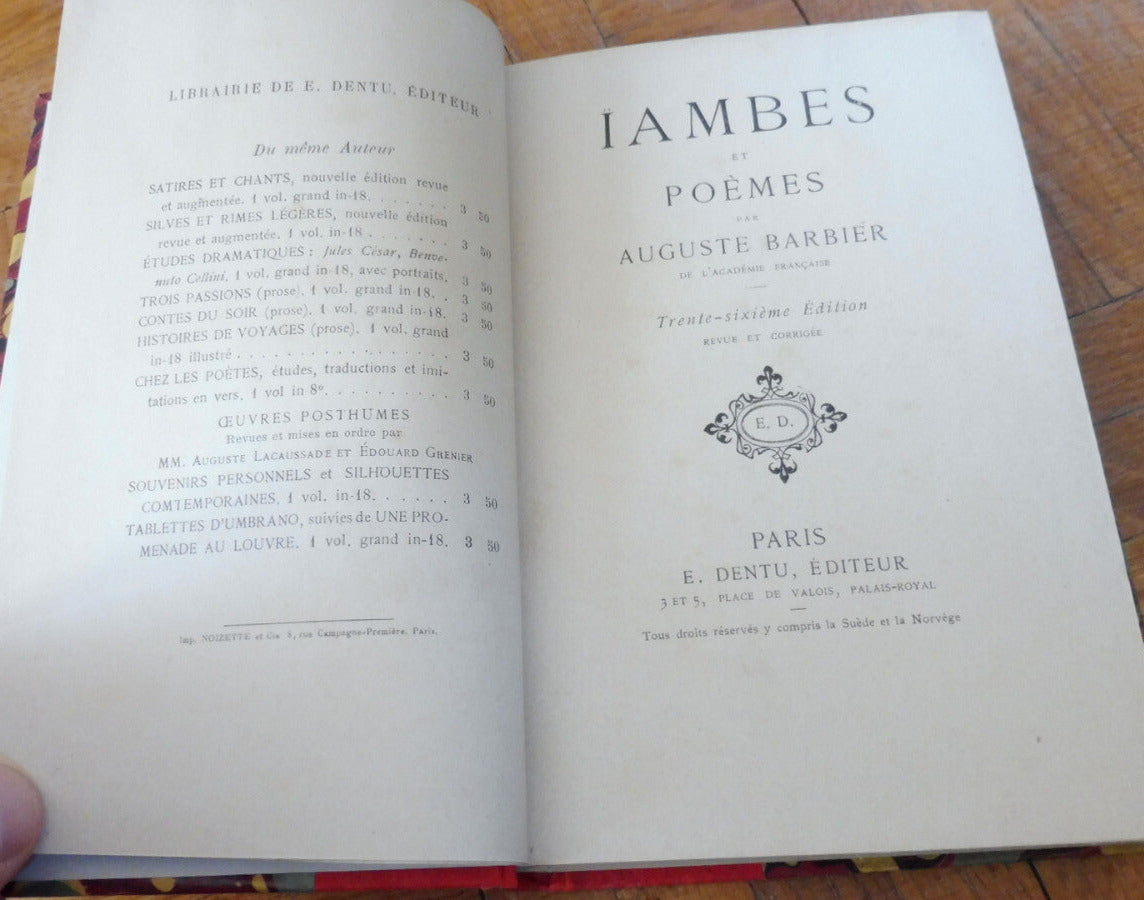 LIBRAIRIE DE E. DENTU, ÉDITEUR
Du même Auteur
SATIRES ET CHANTS, nouvelle édition revue
et augmentée. 1 vol. grand in-18. . . . . . . . 3 50
SILVES ET RIMES LÉGÈRES, nouvelle édition
revue et augmentée. 1 vol. in-18 . . . . . . . 3 50
ÉTUDES DRAMATIQUES : Jules César, Benve-
nuto Cellini. 1 vol. grand in-18, avec portraits. 3 50
TROIS PASSIONS (prose). 1 vol. grand in-18. . 3 50
CONTES DU SOIR (prose). 1 vol. grand in-18. 3 50
HISTOIRES DE VOYAGES (prose). 1 vol. grand
in-18 illustré . . . . . . . . . . . . . . . . . 3 50
CHEZ LES POÈTES, études, traductions et imi-
tations en vers. 1 vol in 8º. . . . . . . . . . 3 50
ŒUVRES POSTHUMES
Revues et mises en ordre par
MM. AUGUSTE LACAUSSADE ET ÉDOUARD GRENIER
SOUVENIRS PERSONNELS et SILHOUETTES
COMTEMPORAINES. 1 vol. in-18. . . . . . . 3 50
TABLETTES D'UMBRANO, suivies de UNE PRO-
MENADE AU LOUVRE. 1 vol. grand in-18. 3 50
Imp. NOIZETTE et Cie 8, rue Campagne-Première. Paris.
ÏAMBES
ET
POÈMES
PAR
AUGUSTE BARBIER
DE L'ACADÉMIE FRANÇAISE
Trente-sixième Édition
REVUE ET CORRIGÉE
E. D.
PARIS
E. DENTU, ÉDITEUR
3 ET 5, PLACE DE VALOIS, PALAIS-ROYAL
Tous droits réservés y compris la Suède et la Norvège